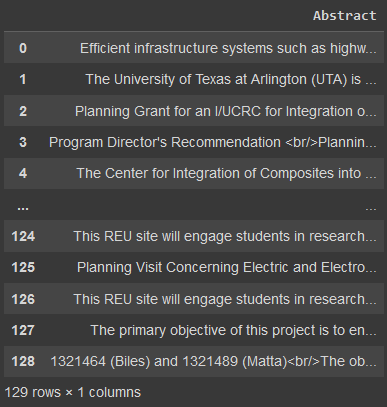 Abstract
0 Efficient infrastructure systems such as highw...
1 The University of Texas at Arlington (UTA) is ...
2 Planning Grant for an I/UCRC for Integration o...
3 Program Director's Recommendation <br/>Plannin...
4 The Center for Integration of Composites into ...
... ...
124 This REU site will engage students in research...
125 Planning Visit Concerning Electric and Electro...
126 This REU site will engage students in research...
127 The primary objective of this project is to en...
128 1321464 (Biles) and 1321489 (Matta)<br/>The ob...
129 rows × 1 columns